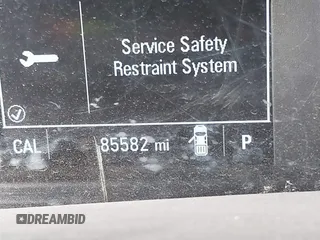 Service Safety
Restraint System
CAL 85582 mi P
DREAMBID